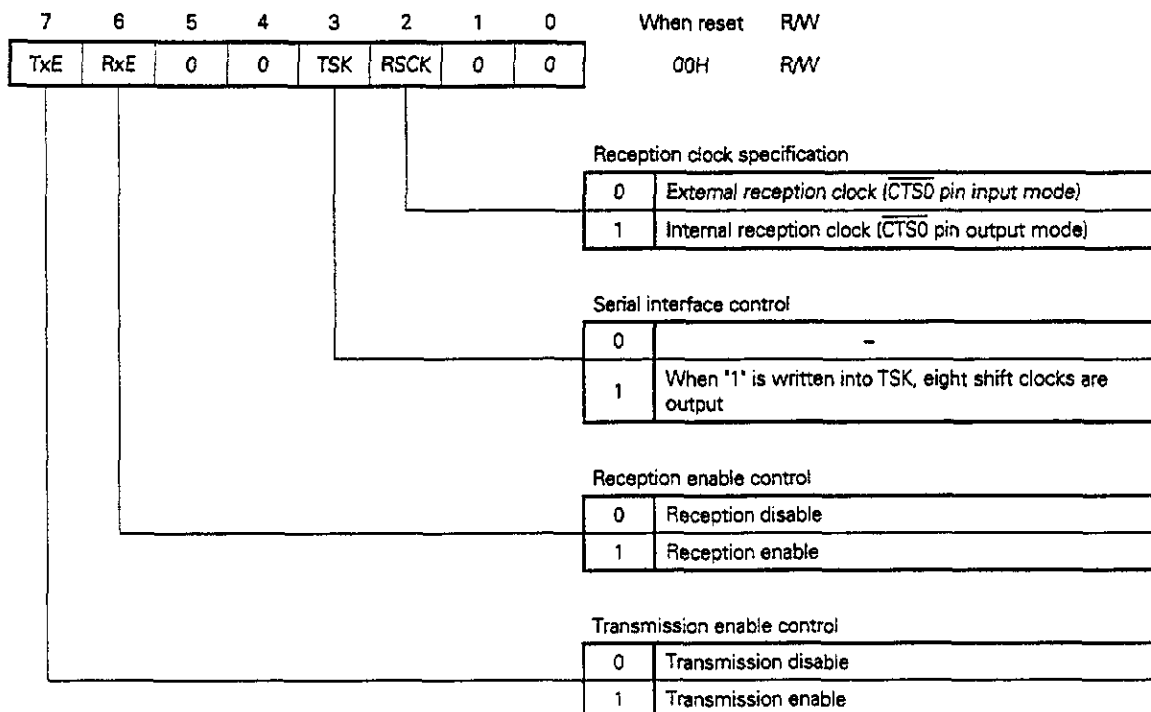 7 6 5 4 3 2 1 0 When reset R/W
TxE RxE 0 0 TSK RSCK 0 0 00H R/W
Reception clock specification
0 External reception clock (CTS0 pin input mode)
1 Internal reception clock (CTS0 pin output mode)
Serial interface control
0 –
1 When "1" is written into TSK, eight shift clocks are
output
Reception enable control
0 Reception disable
1 Reception enable
Transmission enable control
0 Transmission disable
1 Transmission enable